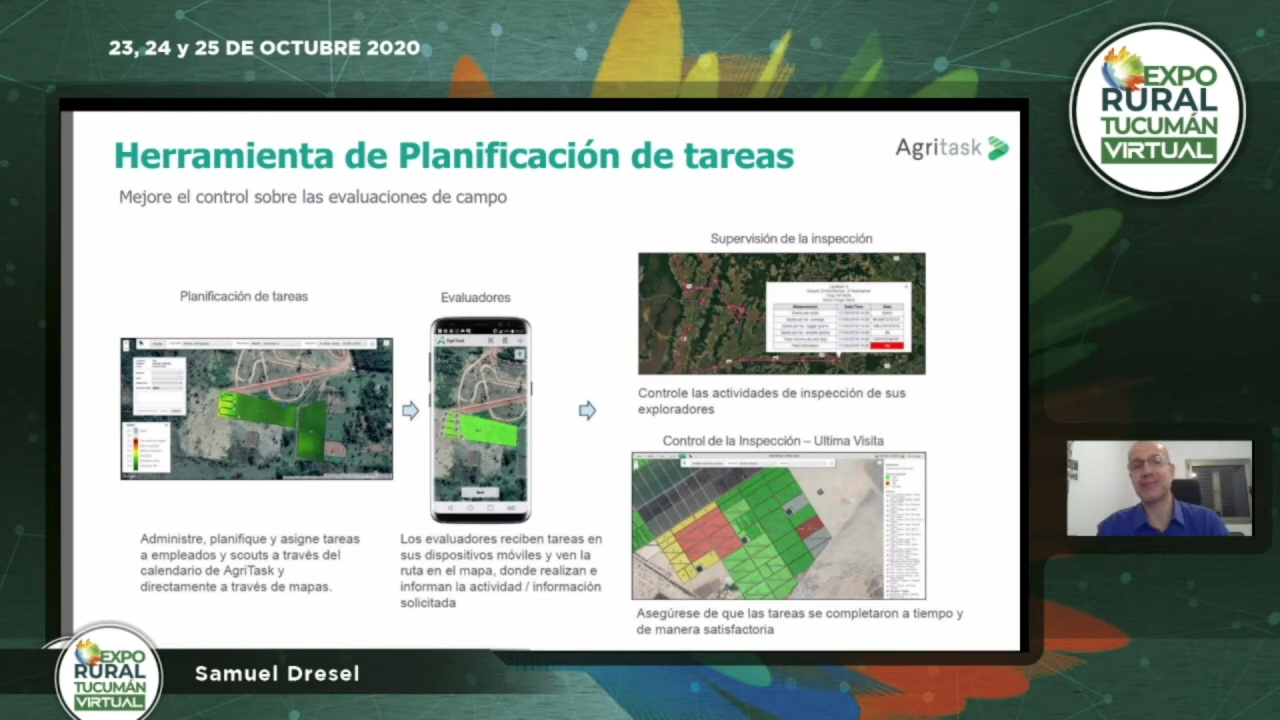 23, 24 y 25 DE OCTUBRE 2020
EXPO
RURAL
TUCUMÁN
VIRTUAL
Herramienta de Planificación de tareas
Agritask
Mejore el control sobre las evaluaciones de campo
Planificación de tareas
Evaluadores
AgriTask
Supervisión de la inspección
Controle las actividades de inspección de sus
exploradores
Control de la Inspección – Ultima Visita
Administre, planifique y asigne tareas
a empleados y scouts a través del
calendario de AgriTask y
directamente a través de mapas.
Los evaluadores reciben tareas en
sus dispositivos móviles y ven la
ruta en el mapa, donde realizan e
informan la actividad / información
solicitada
Asegúrese de que las tareas se completaron a tiempo y
de manera satisfactoria
EXPO
RURAL
TUCUMÁN
VIRTUAL
Samuel Dresel